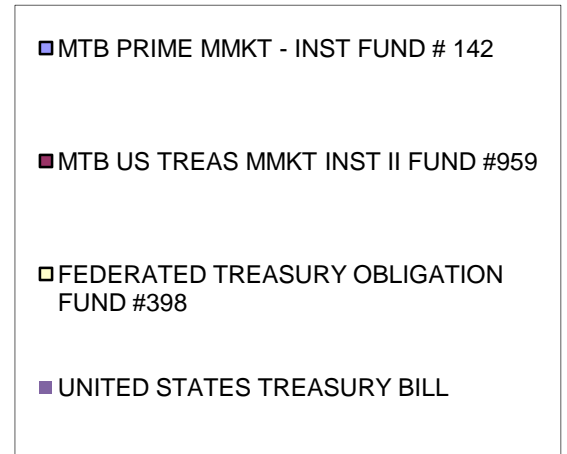 MTB PRIME MMKT - INST FUND # 142
MTB US TREAS MMKT INST II FUND #959
FEDERATED TREASURY OBLIGATION
FUND #398
UNITED STATES TREASURY BILL